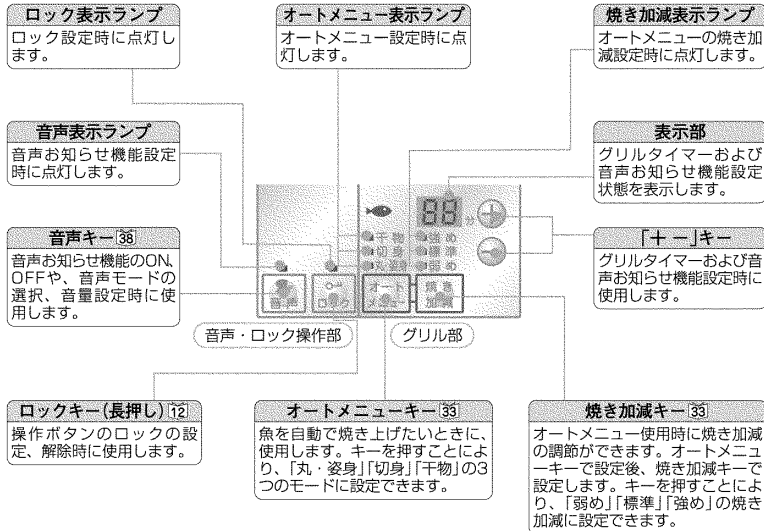 ロック表示ランプ
ロック設定時に点灯し
ます。
オートメニュー表示ランプ
オートメニュー設定時に点
灯します。
焼き加減表示ランプ
オートメニューの焼き加
減設定時に点灯します。
音声表示ランプ
音声お知らせ機能設定
時に点灯します。
表示部
グリルタイマーおよび
音声お知らせ機能設定
状態を表示します。
音声キー38
音声お知らせ機能のON、
OFFや、音声モードの
選択、音量設定時に使
用します。
「+ −」キー
グリルタイマーおよび音
声お知らせ機能設定時に
使用します。
88 分
干物 強め
切身 標準
丸・姿身 弱め
音声
ロック
オート
メニュー
焼き
加減
音声・ロック操作部
グリル部
ロックキー(長押し)12
操作ボタンのロックの設
定、解除時に使用します。
オートメニューキー33
魚を自動で焼き上げたいときに、
使用します。キーを押すことによ
り、「丸・姿身」「切身」「干物」の3
つのモードに設定できます。
焼き加減キー33
オートメニュー使用時に焼き加減
の調節ができます。オートメニュ
ーキーで設定後、焼き加減キーで
設定します。キーを押すことによ
り、「弱め」「標準」「強め」の焼き
加減に設定できます。